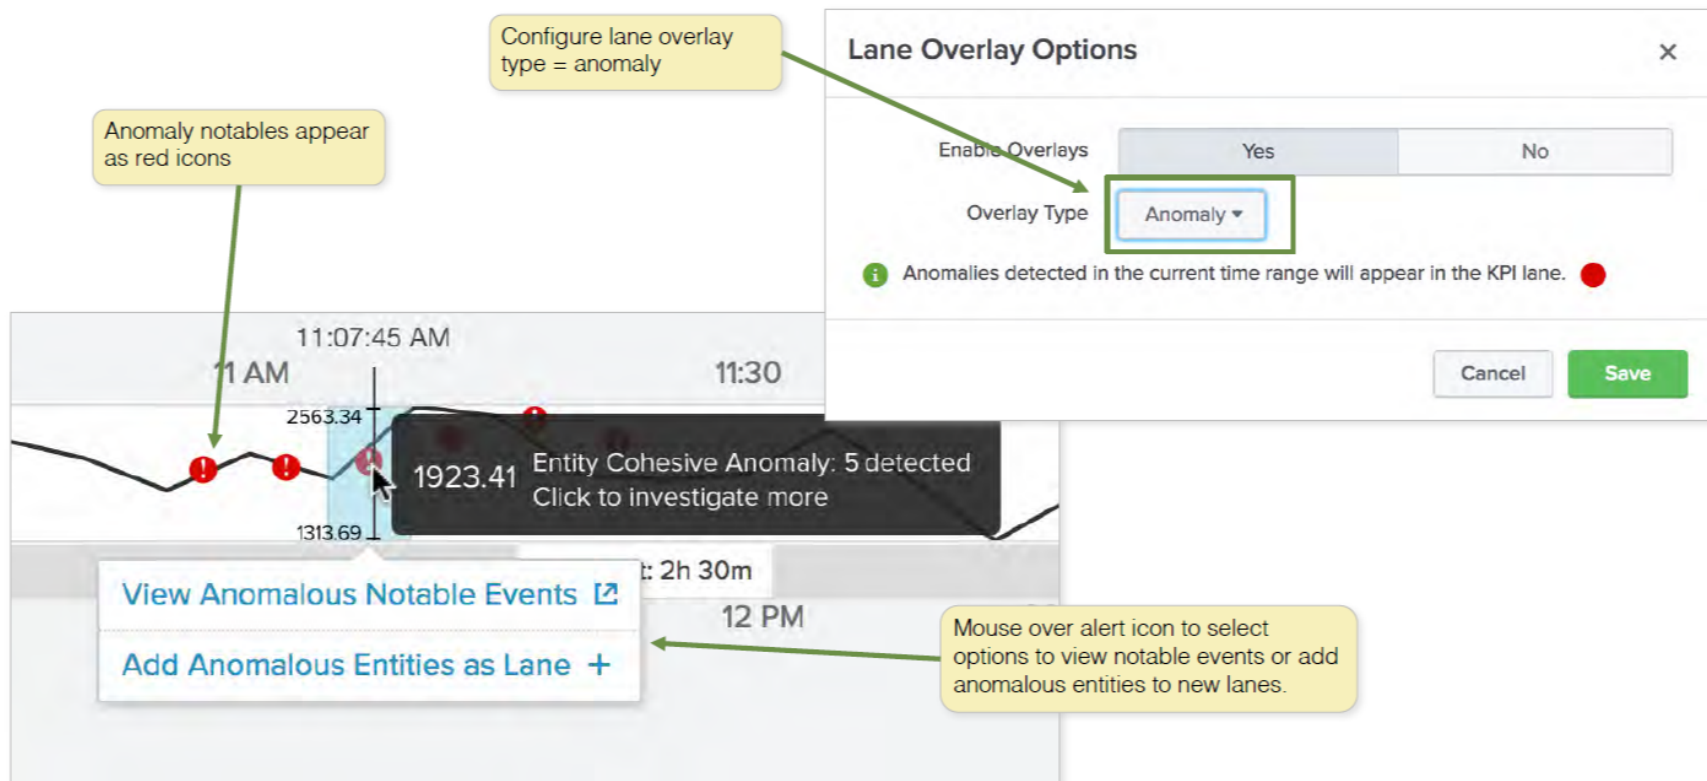 Configure lane overlay
type = anomaly
Lane Overlay Options
Anomaly notables appear
as red icons
Enable Overlays
Yes
No
Overlay Type
Anomaly
Anomalies detected in the current time range will appear in the KPI lane.
Cancel
Save
11:07:45 AM
11 AM
11:30
2563.34
1923.41
Entity Cohesive Anomaly: 5 detected
Click to investigate more
1313.69
View Anomalous Notable Events
t: 2h 30m
12 PM
Add Anomalous Entities as Lane +
Mouse over alert icon to select
options to view notable events or add
anomalous entities to new lanes.